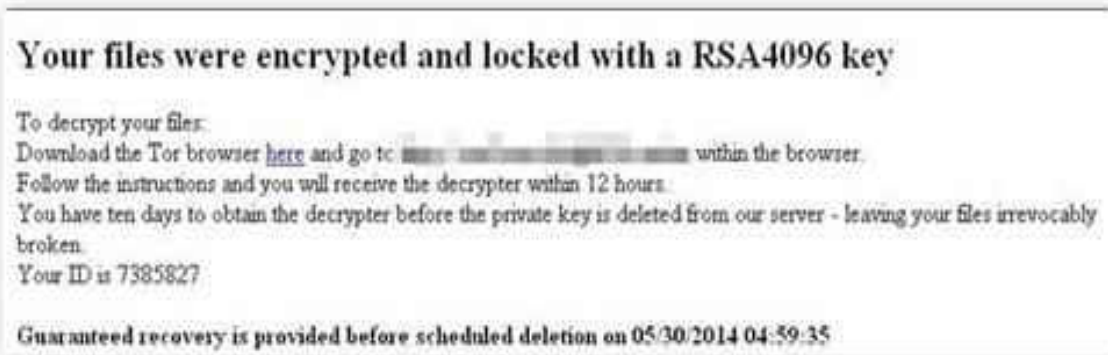 Your files were encrypted and locked with a RSA4096 key
To decrypt your files:
Download the Tor browser here and go to within the browser.
Follow the instructions and you will receive the decrypter within 12 hours.
You have ten days to obtain the decrypter before the private key is deleted from our server - leaving your files irrevocably
broken.
Your ID is 7385827
Guaranteed recovery is provided before scheduled deletion on 05/30/2014 04:59:35